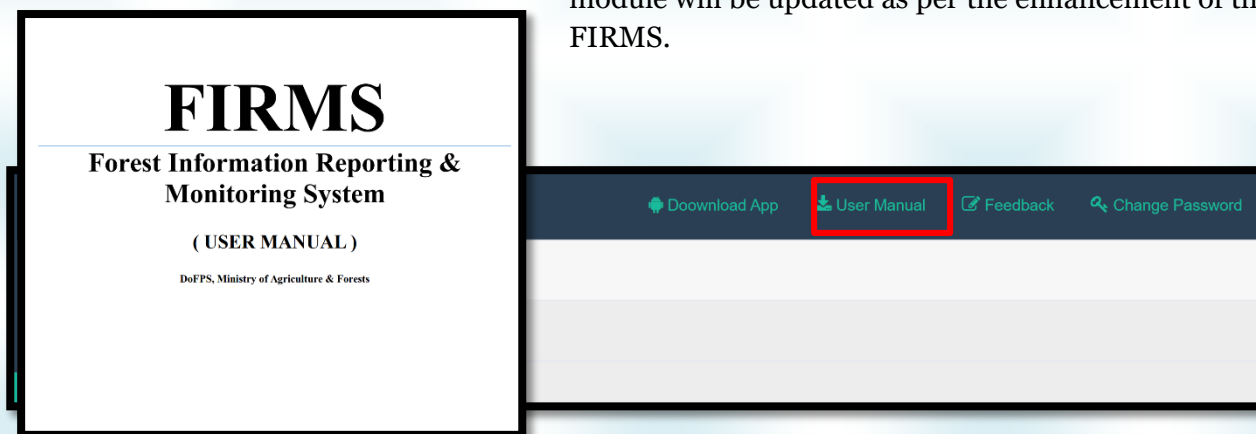 module will be updated as per the enhancement of
FIRMS.
FIRMS
Forest Information Reporting &
Monitoring System
( USER MANUAL )
DoFPS, Ministry of Agriculture & Forests
Doownload App User Manual Feedback Change Password